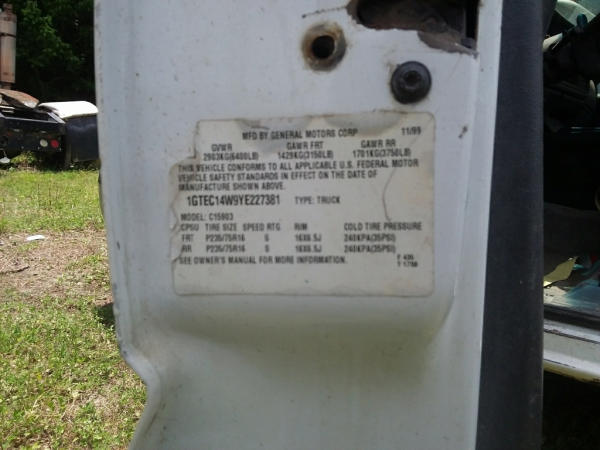 MFD BY GENERAL MOTORS CORP 11/99
GVWR GAWR FRT GAWR RR
2903KG(6400LB) 1429KG(3150LB) 1701KG(3750LB)
THIS VEHICLE CONFORMS TO ALL APPLICABLE U.S. FEDERAL MOTOR
VEHICLE SAFETY STANDARDS IN EFFECT ON THE DATE OF
MANUFACTURE SHOWN ABOVE.
1GTEC14W9YE227381 TYPE: TRUCK
MODEL: C15903
TIRE SIZE SPEED RTG RIM COLD TIRE PRESSURE
FRT P235/75R16 S 16X6.5J 240KPA(35PSI)
RR P235/75R16 S 16X6.5J 240KPA(35PSI)
SEE OWNER'S MANUAL FOR MORE INFORMATION.